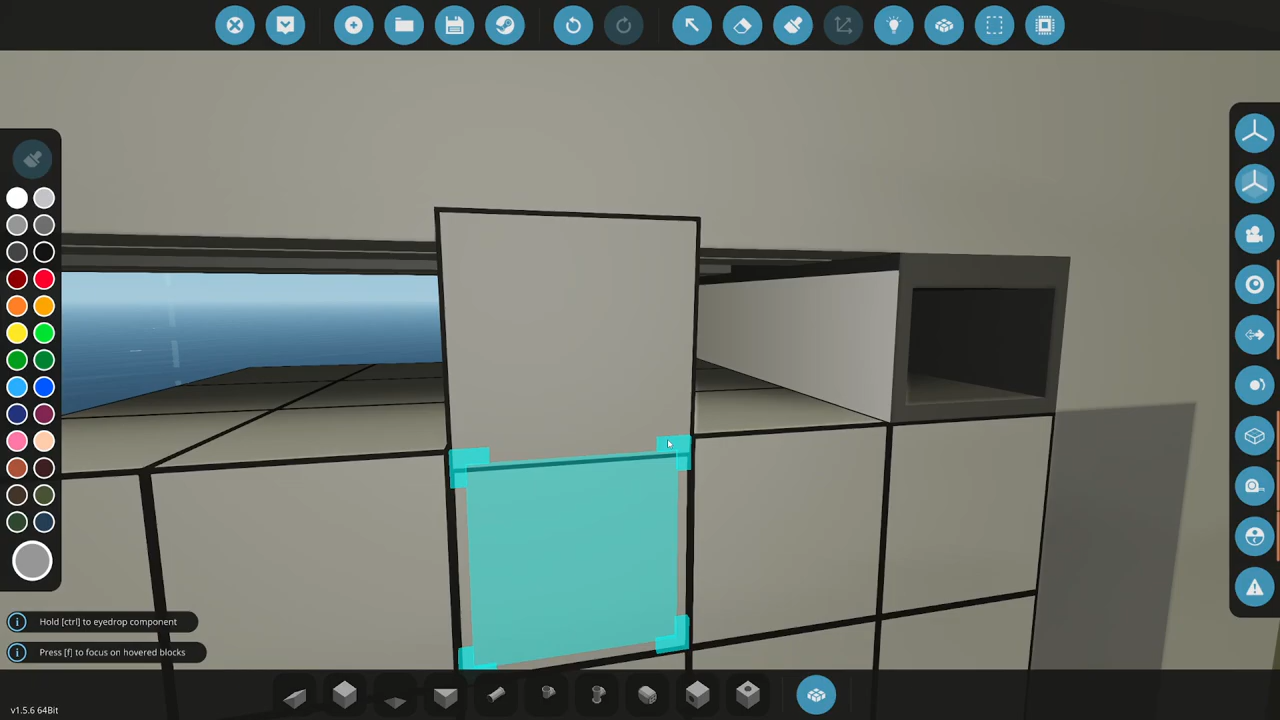 Hold [ctrl] to eyedrop component
Press [f] to focus on hovered blocks
v1.5.6 64Bit